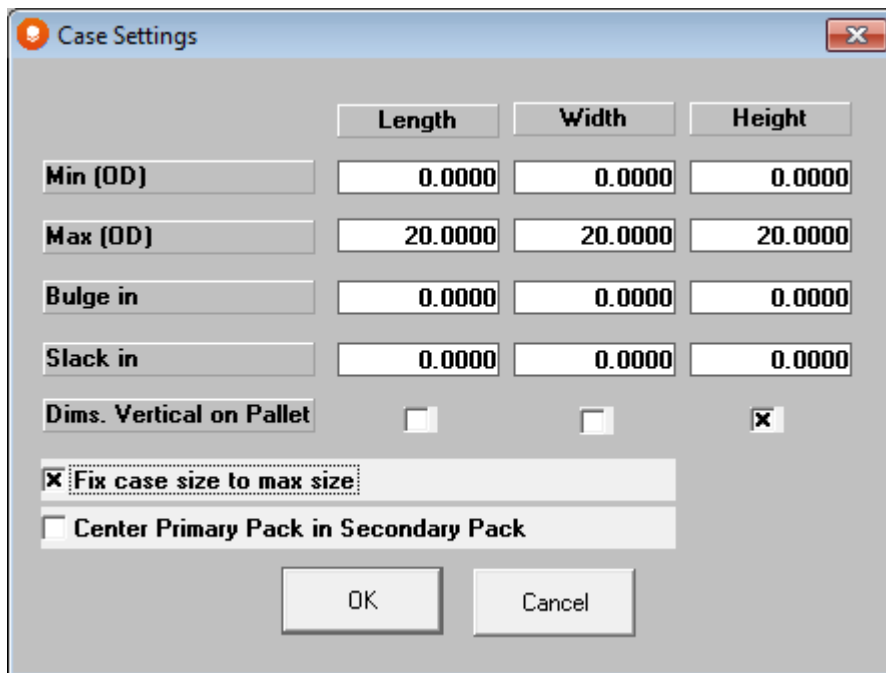 Case Settings
Length Width Height
Min (OD) 0.0000 0.0000 0.0000
Max (OD) 20.0000 20.0000 20.0000
Bulge in 0.0000 0.0000 0.0000
Slack in 0.0000 0.0000 0.0000
Dims. Vertical on Pallet
Fix case size to max size
Center Primary Pack in Secondary Pack
OK Cancel